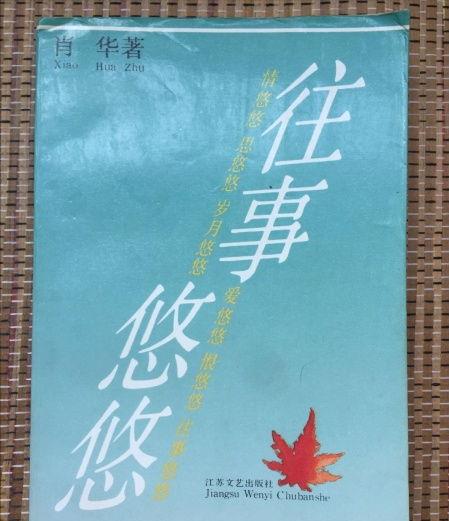 肖 华著
Xiao Hua Zhu
往事
悠悠
情悠悠 思悠悠 岁月悠悠 爱悠悠 恨悠悠 往事悠悠
江苏文艺出版社
Jiangsu Wenyi Chubanshe